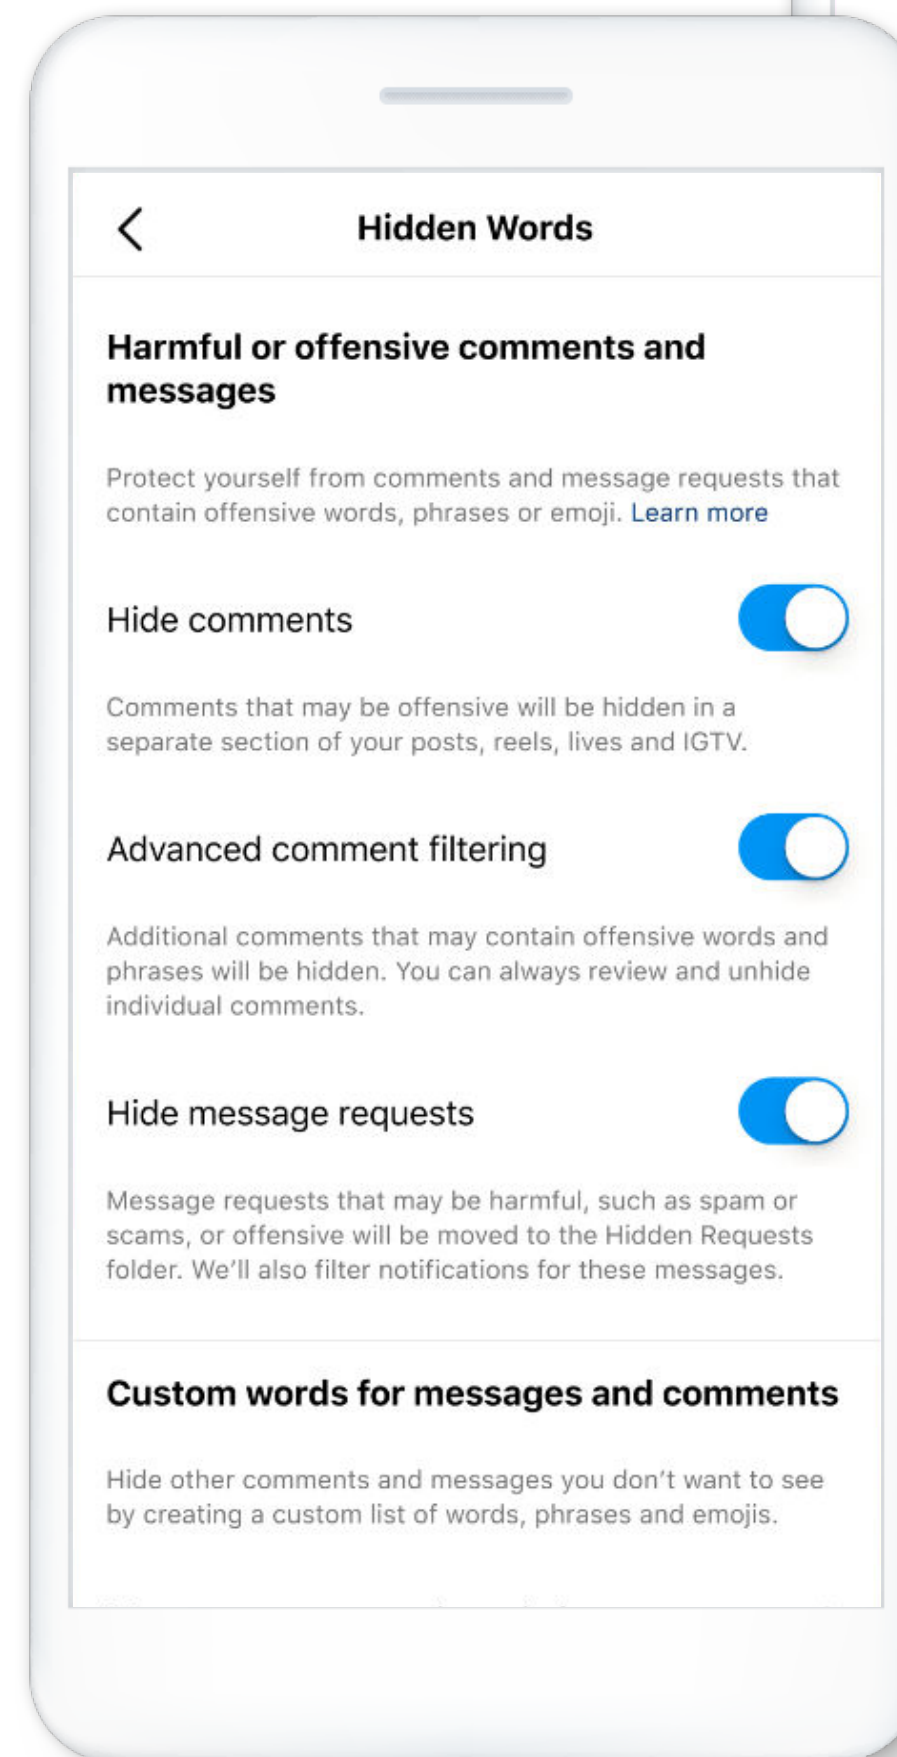 Hidden Words
Harmful or offensive comments and
messages
Protect yourself from comments and message requests that
contain offensive words, phrases or emoji. Learn more
Hide comments
Comments that may be offensive will be hidden in a
separate section of your posts, reels, lives and IGTV.
Advanced comment filtering
Additional comments that may contain offensive words and
phrases will be hidden. You can always review and unhide
individual comments.
Hide message requests
Message requests that may be harmful, such as spam or
scams, or offensive will be moved to the Hidden Requests
folder. We’ll also filter notifications for these messages.
Custom words for messages and comments
Hide other comments and messages you don’t want to see
by creating a custom list of words, phrases and emojis.